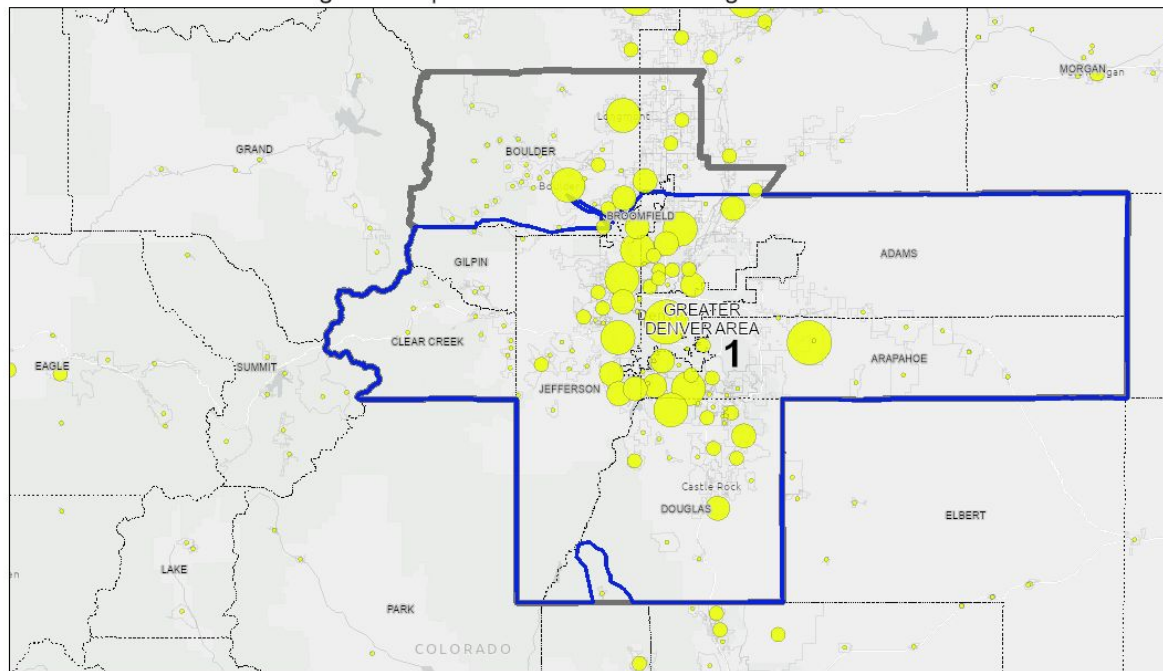 MORGAN
GRAND
Longmont
BOULDER
BROOMFIELD
GILPIN
ADAMS
GREATER
DENVER AREA
1
CLEAR CREEK
EAGLE
SUMMIT
ARAPAHOE
JEFFERSON
Castle Rock
DOUGLAS
ELBERT
LAKE
PARK
COLORADO